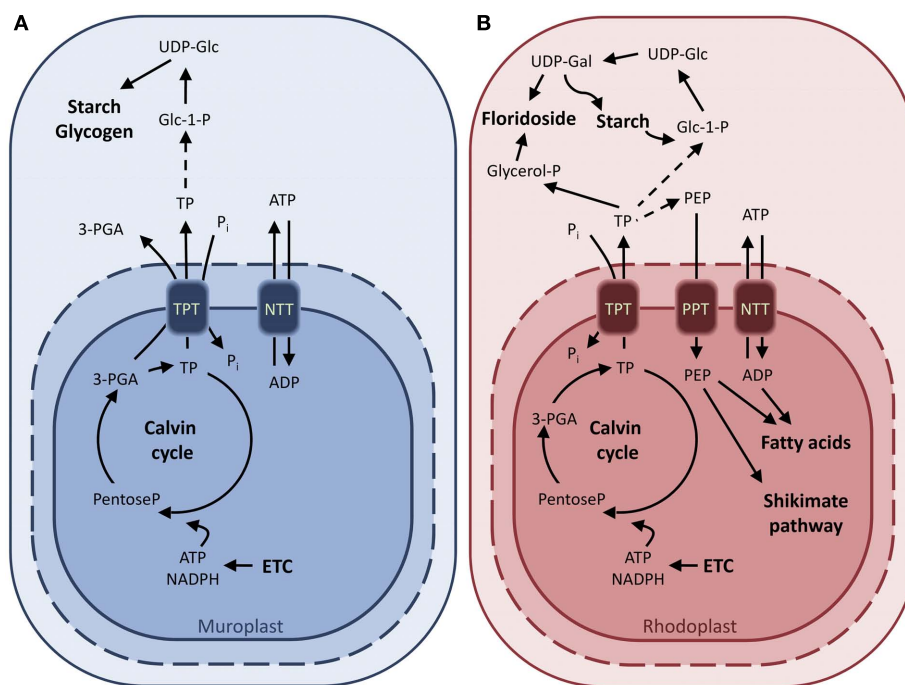 A
UDP-Glc
Starch
Glycogen
Glc-1-P
TP
ATP
3-PGA
Pi
TPT
NTT
Pi
3-PGA
TP
ADP
Calvin
cycle
PentoseP
ATP
NADPH
ETC
Muroplast
B
UDP-Gal
UDP-Glc
Floridoside
Starch
Glc-1-P
Glycerol-P
PEP
TP
ATP
Pi
TPT
PPT
NTT
Pi
TP
PEP
ADP
3-PGA
Calvin
cycle
Fatty acids
PentoseP
Shikimate
pathway
ATP
NADPH
ETC
Rhodoplast